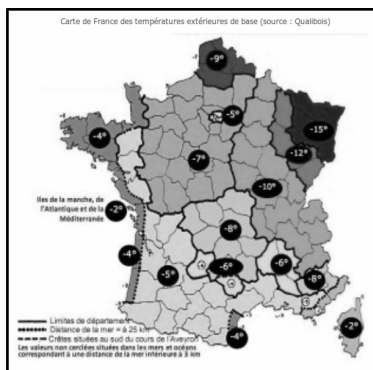 Carte de France des températures extérieures de base (source : Qualibois)
-9°
-5°
-15°
-4°
-12°
-7°
-10°
Iles de la manche, de
l'Atlantique et de la
Méditerranée
-2°
-8°
-4°
-6°
-6°
-5°
-8°
-2°
-4°
Limites de département
Distance de la mer = à 25 km
Crêtes situées au sud du cours de l'Aveyron
Les valeurs non cerclées situées dans les mers et océans
correspondant à une distance de la mer inférieure à 3 km